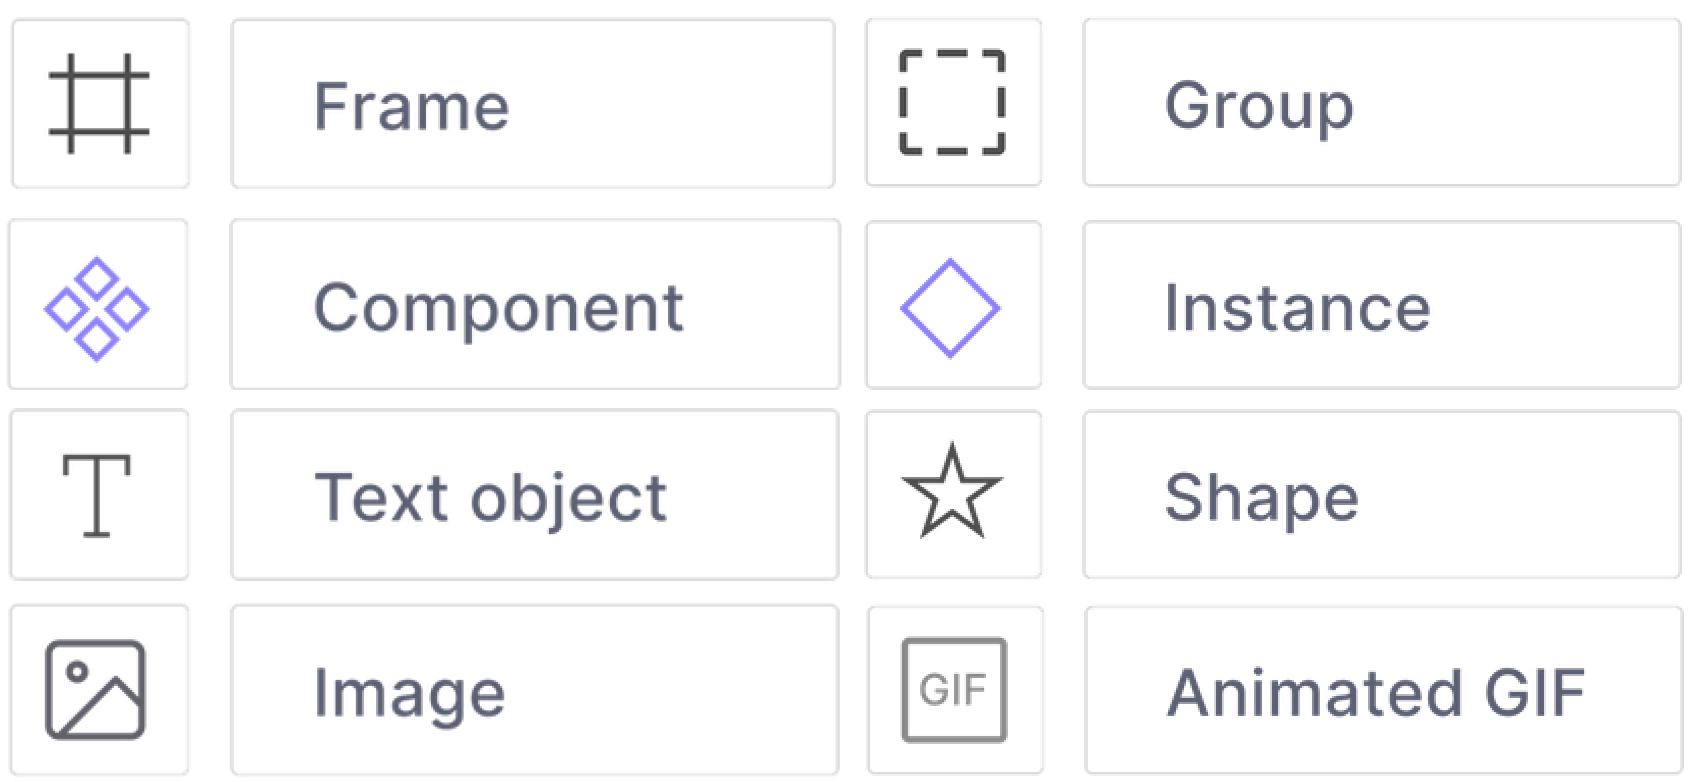 Frame
Group
Component
Instance
Text object
Shape
Image
GIF
Animated GIF